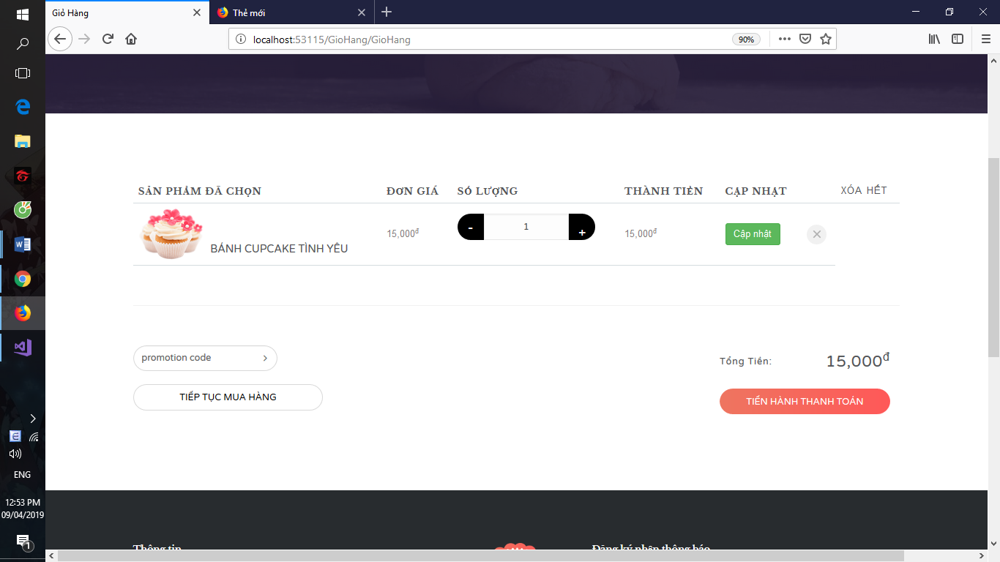 Giỏ Hàng
Thẻ mới
localhost:53115/GioHang/GioHang
90%
SẢN PHẨM ĐÃ CHỌN ĐƠN GIÁ SỐ LƯỢNG THÀNH TIỀN CẬP NHẬT XÓA HẾT
BÁNH CUPCAKE TÌNH YÊU 15,000đ - 1 + 15,000đ Cập nhật
promotion code
Tổng Tiền: 15,000đ
TIẾP TỤC MUA HÀNG
TIẾN HÀNH THANH TOÁN
Thông tin
Đăng ký nhận thông báo
ENG
12:53 PM
09/04/2019
1